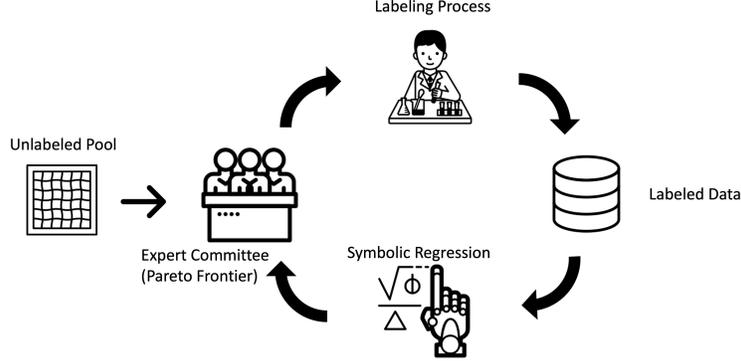 Labeling Process
Unlabeled Pool
Labeled Data
Expert Committee
(Pareto Frontier)
Symbolic Regression
√Φ
Δ